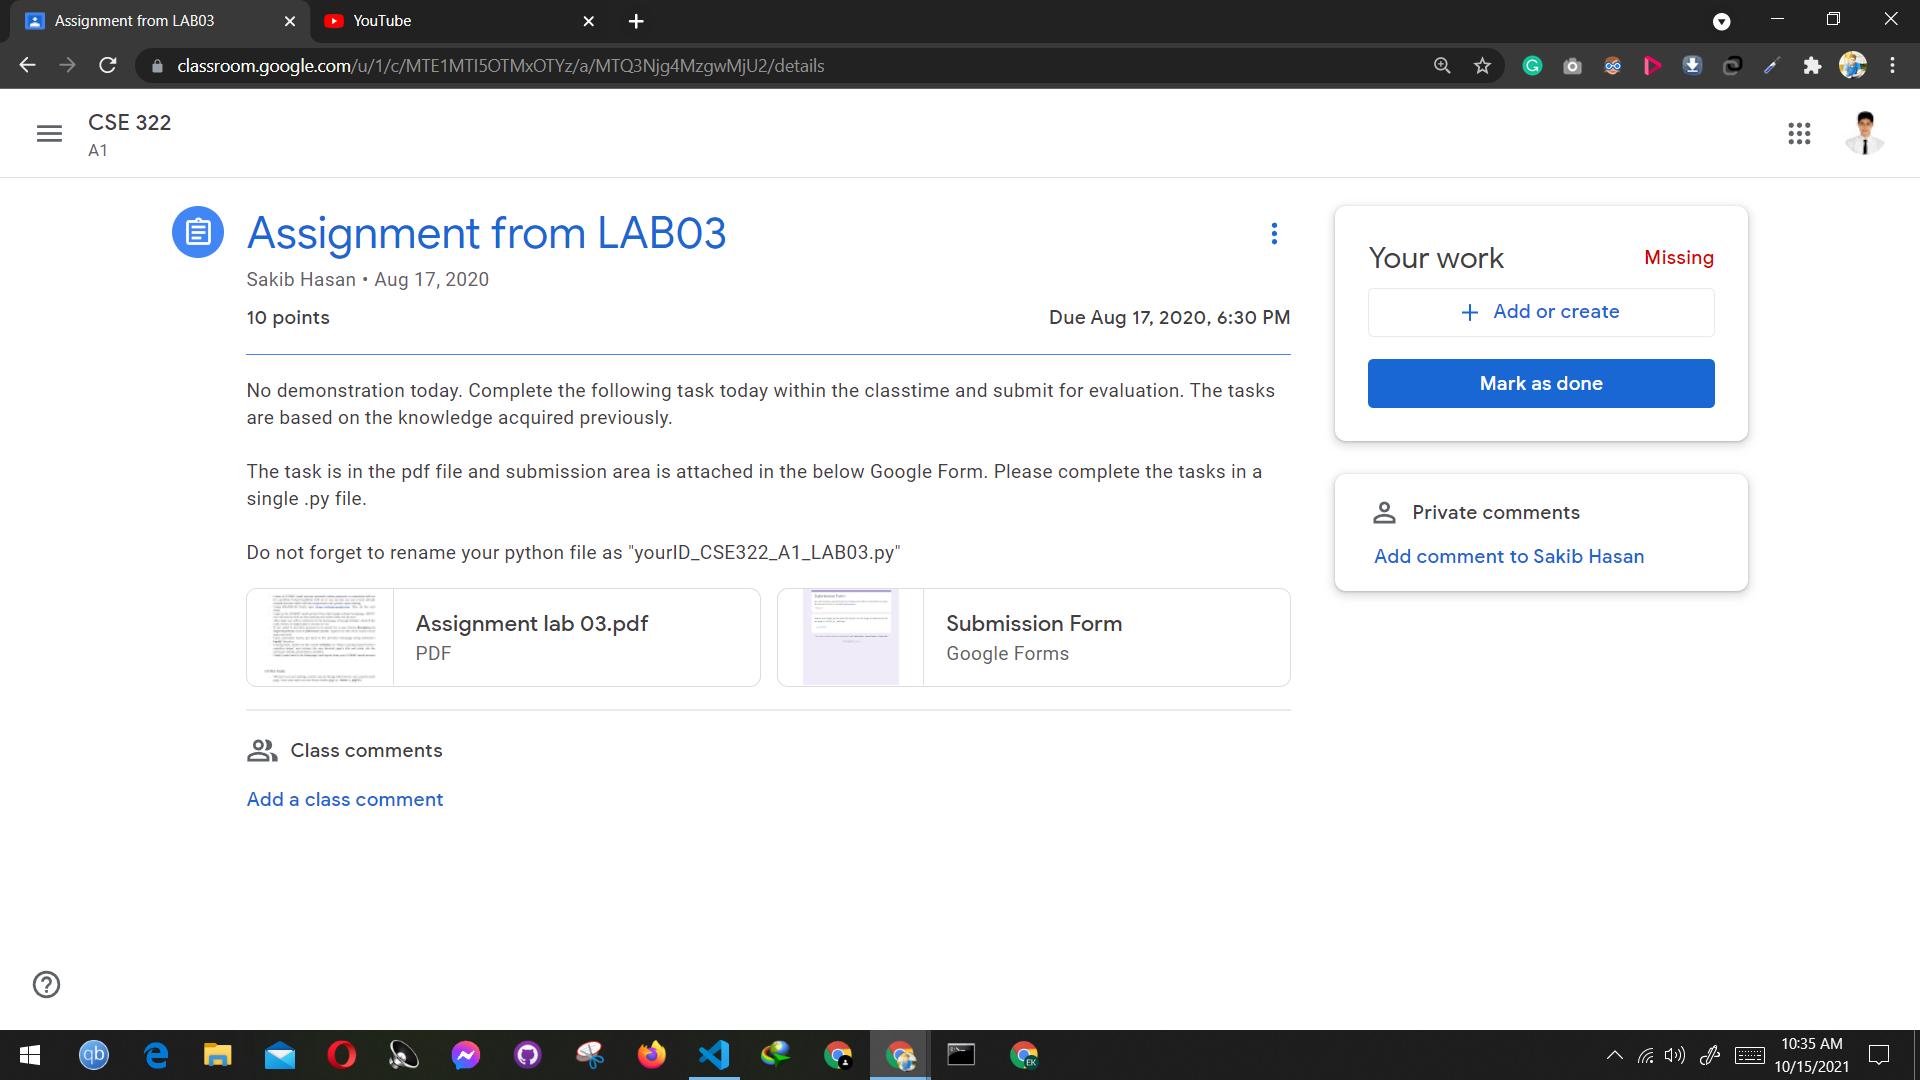 Assignment from LAB03
YouTube
classroom.google.com/u/1/c/MTE1MTI5OTMxOTYz/a/MTQ3Njg4MzgwMjU2/details
CSE 322
A1
Assignment from LAB03
Sakib Hasan • Aug 17, 2020
10 points
Due Aug 17, 2020, 6:30 PM
No demonstration today. Complete the following task today within the classtime and submit for evaluation. The tasks
are based on the knowledge acquired previously.
The task is in the pdf file and submission area is attached in the below Google Form. Please complete the tasks in a
single .py file.
Do not forget to rename your python file as "yourID_CSE322_A1_LAB03.py"
Assignment lab 03.pdf
PDF
Submission Form
Google Forms
Class comments
Add a class comment
Your work
Missing
+ Add or create
Mark as done
Private comments
Add comment to Sakib Hasan
qb
EK
10:35 AM
10/15/2021